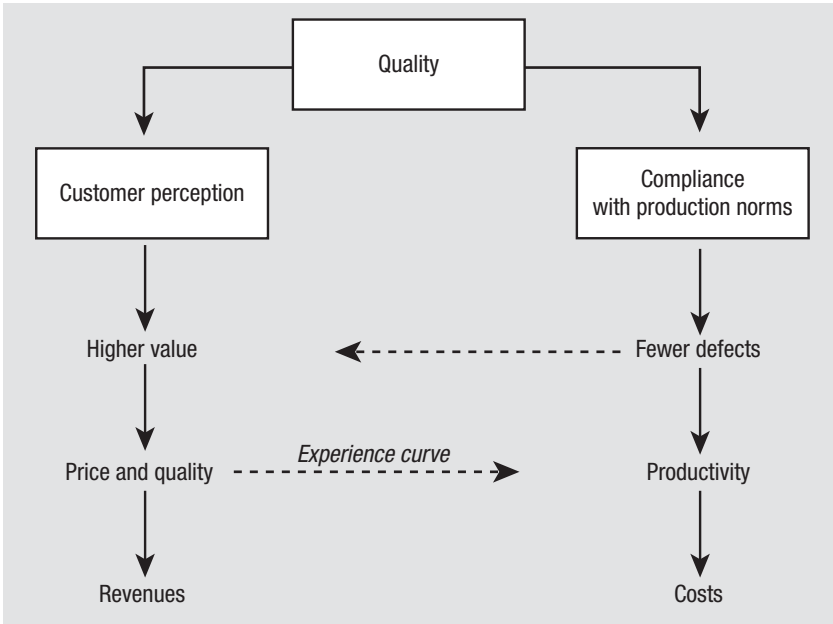 Quality
Customer perception
Compliance
with production norms
Higher value
Fewer defects
Price and quality
Experience curve
Productivity
Revenues
Costs